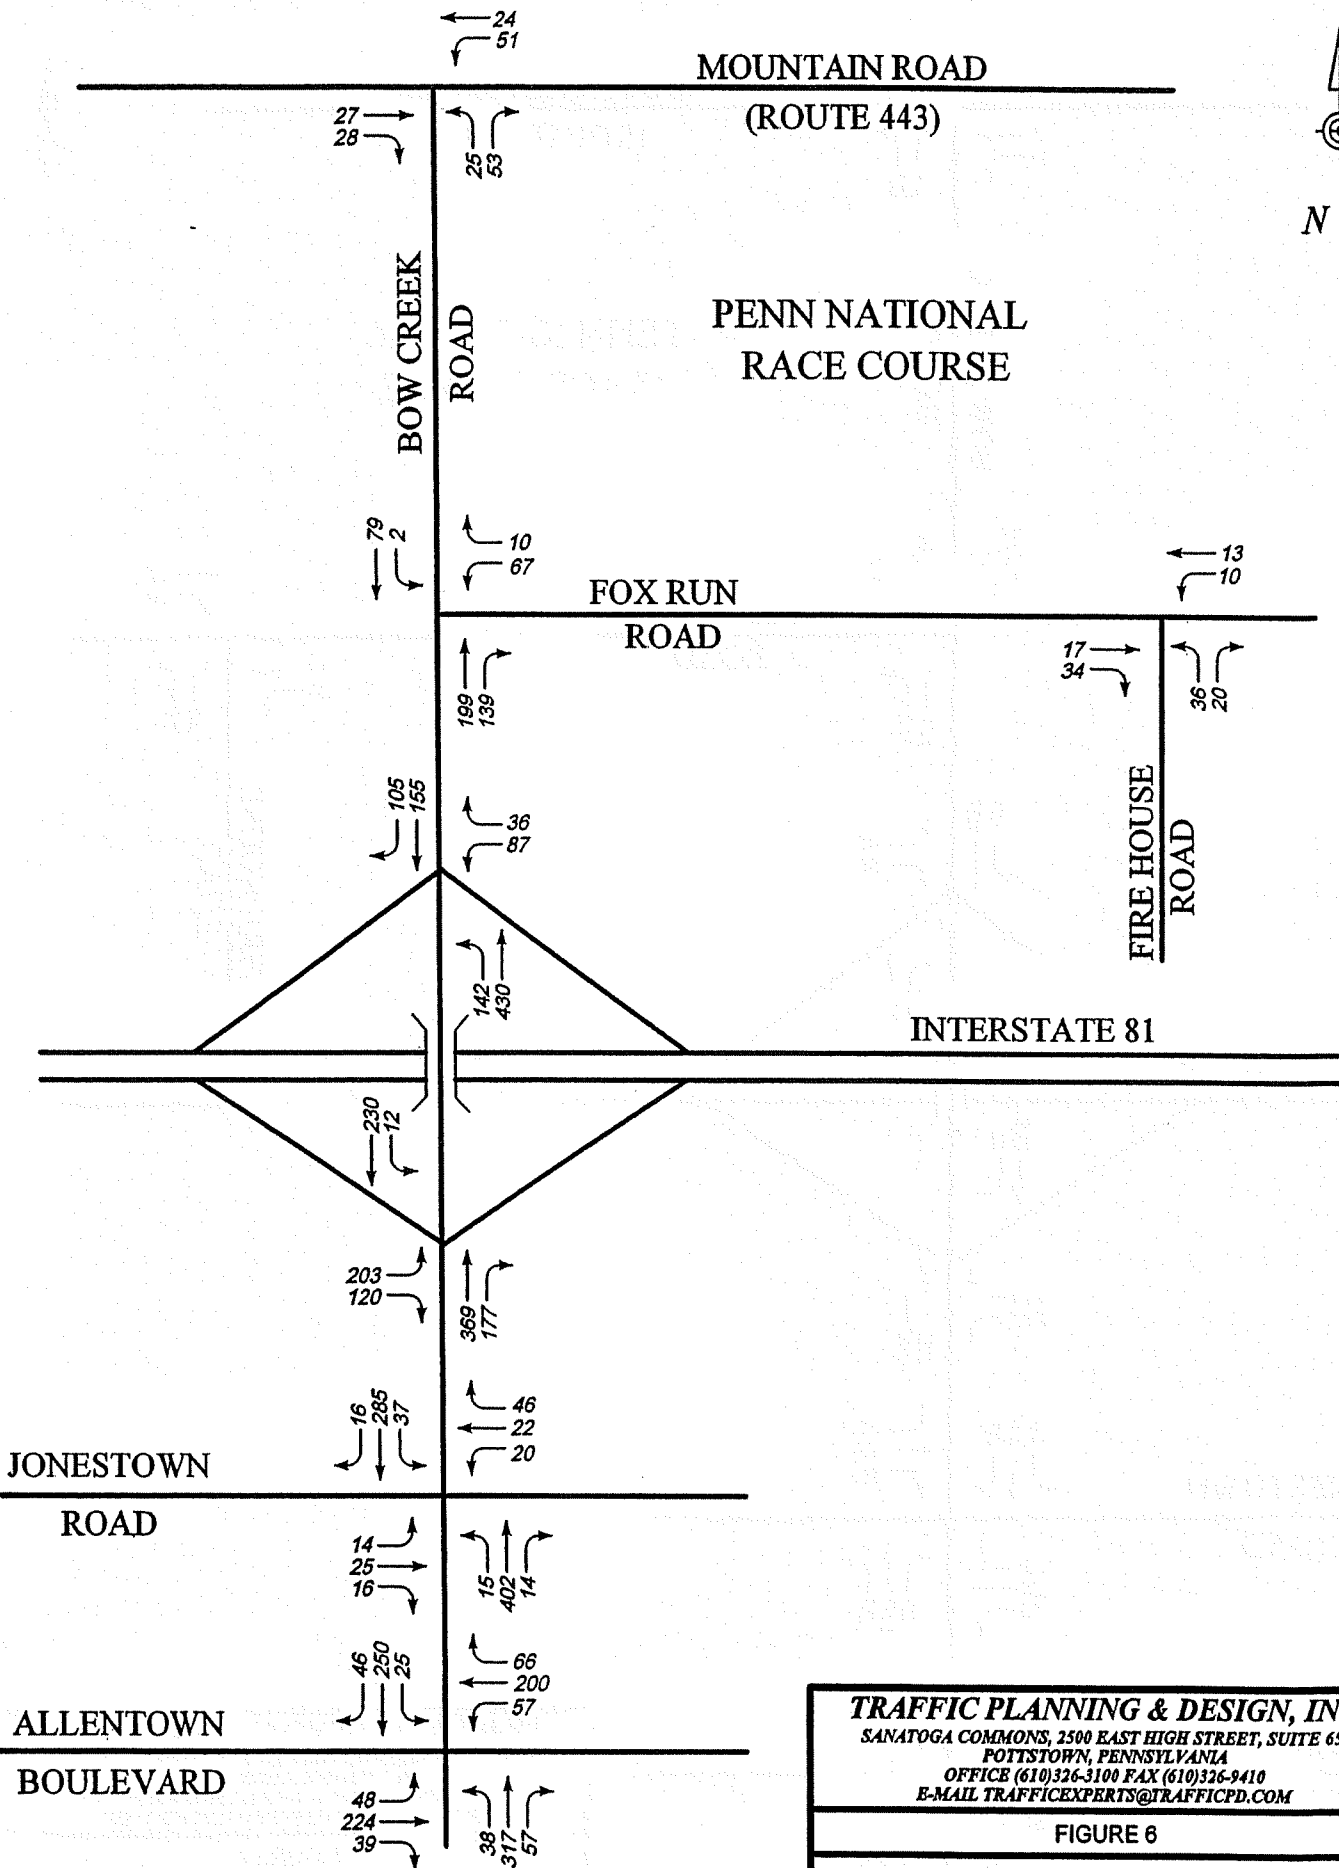 24
51
MOUNTAIN ROAD
(ROUTE 443)
27
28
25
53
N
BOW CREEK
ROAD
PENN NATIONAL
RACE COURSE
79
2
10
67
13
10
FOX RUN
ROAD
17
34
36
20
199
139
105
155
36
87
FIRE HOUSE
ROAD
142
430
INTERSTATE 81
230
12
203
120
369
177
16
285
37
46
22
20
JONESTOWN
ROAD
14
25
16
15
402
14
46
250
25
66
200
57
ALLENTOWN
BOULEVARD
48
224
39
38
317
57
TRAFFIC PLANNING & DESIGN, IN
SANATOGA COMMONS, 2500 EAST HIGH STREET, SUITE 65
POTTSTOWN, PENNSYLVANIA
OFFICE (610)326-3100 FAX (610)326-9410
E-MAIL TRAFFICEXPERTS@TRAFFICPD.COM
FIGURE 6